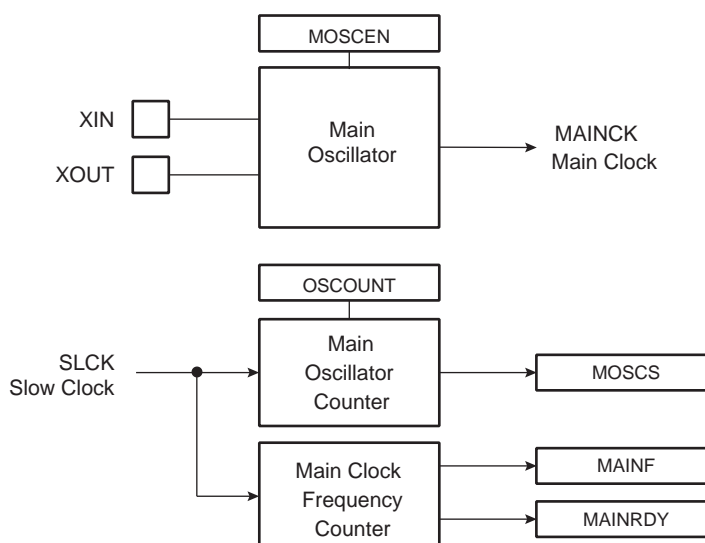 MOSCEN
XIN
XOUT
Main
Oscillator
MAINCK
Main Clock
OSCOUNT
SLCK
Slow Clock
Main
Oscillator
Counter
MOSCS
Main Clock
Frequency
Counter
MAINF
MAINRDY